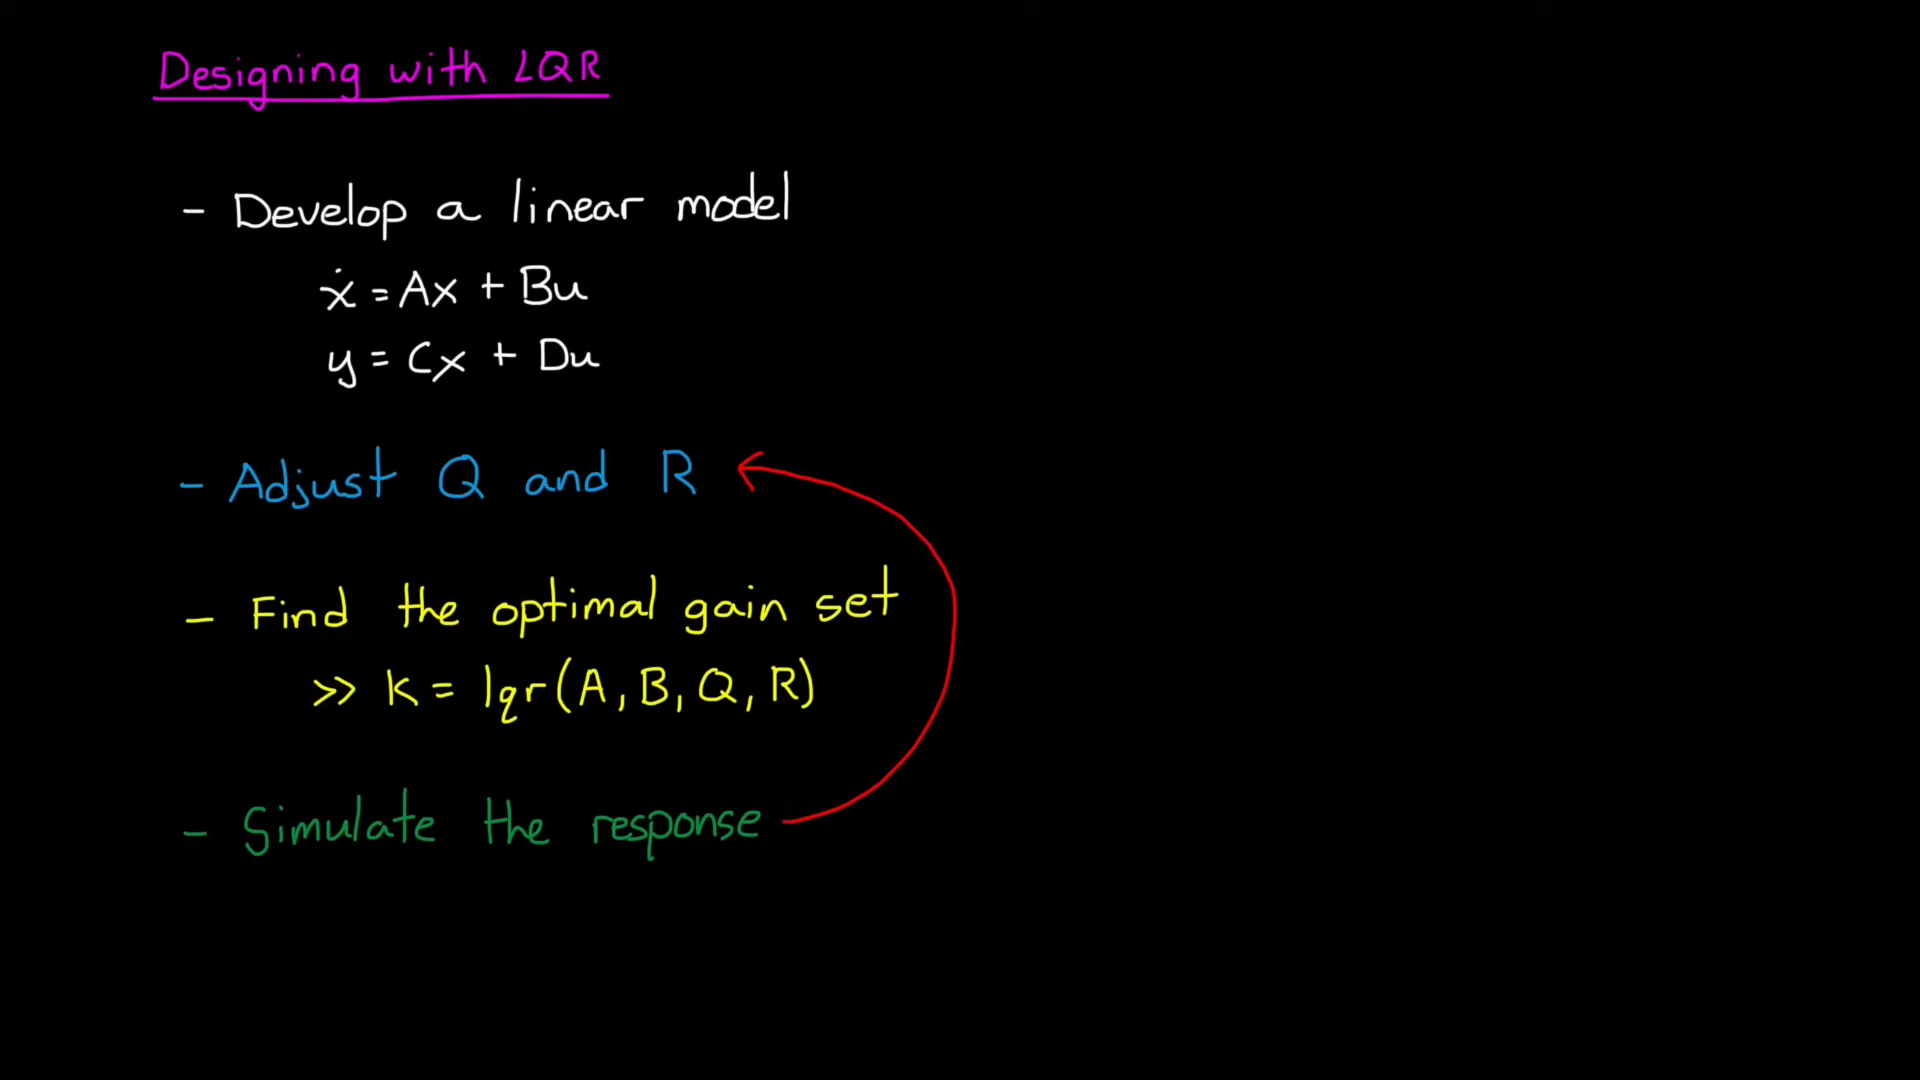 Designing with LQR
- Develop a linear model
ẋ = Ax + Bu
y = Cx + Du
- Adjust Q and R
- Find the optimal gain set
>> K = lqr(A, B, Q, R)
- Simulate the response